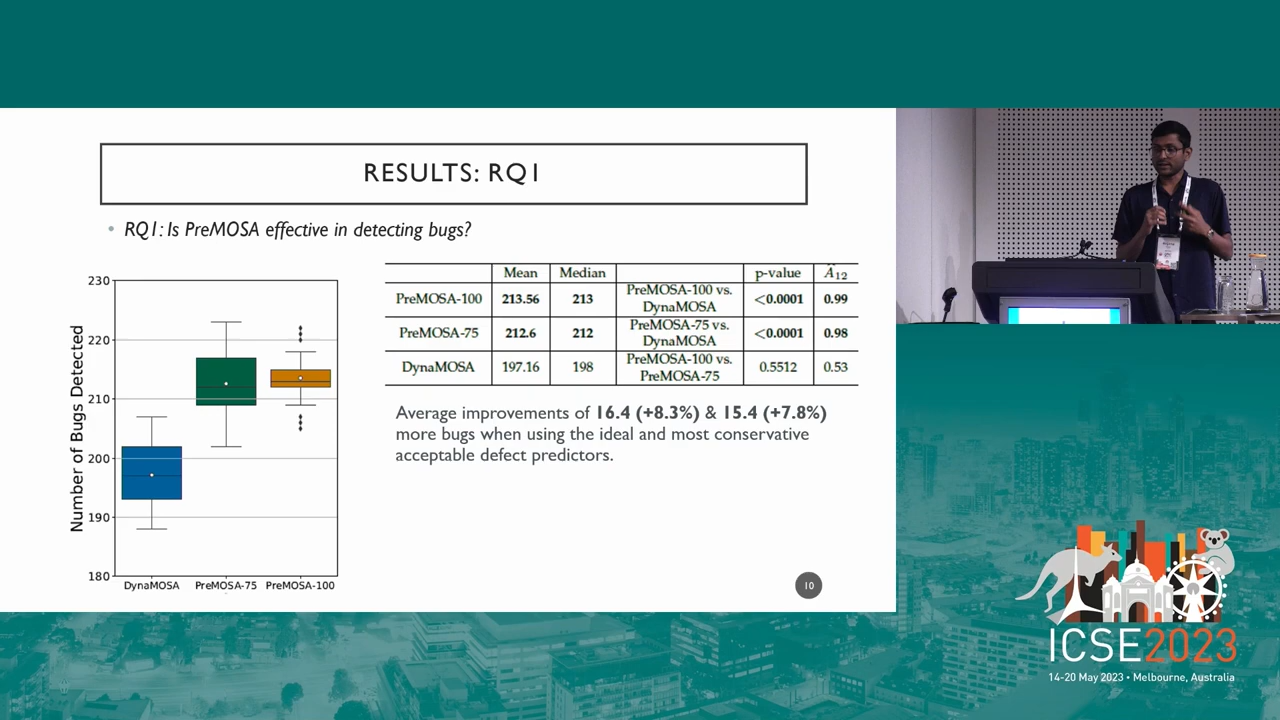 RESULTS: RQ1
• RQ1: Is PreMOSA effective in detecting bugs?
Number of Bugs Detected
230
220
210
200
190
180
DynaMOSA PreMOSA-75 PreMOSA-100
Mean Median p-value Â12
PreMOSA-100 213.56 213 PreMOSA-100 vs. DynaMOSA <0.0001 0.99
PreMOSA-75 212.6 212 PreMOSA-75 vs. DynaMOSA <0.0001 0.98
DynaMOSA 197.16 198 PreMOSA-100 vs. PreMOSA-75 0.5512 0.53
Average improvements of 16.4 (+8.3%) & 15.4 (+7.8%)
more bugs when using the ideal and most conservative
acceptable defect predictors.
10
ICSE2023
14-20 May 2023 • Melbourne, Australia